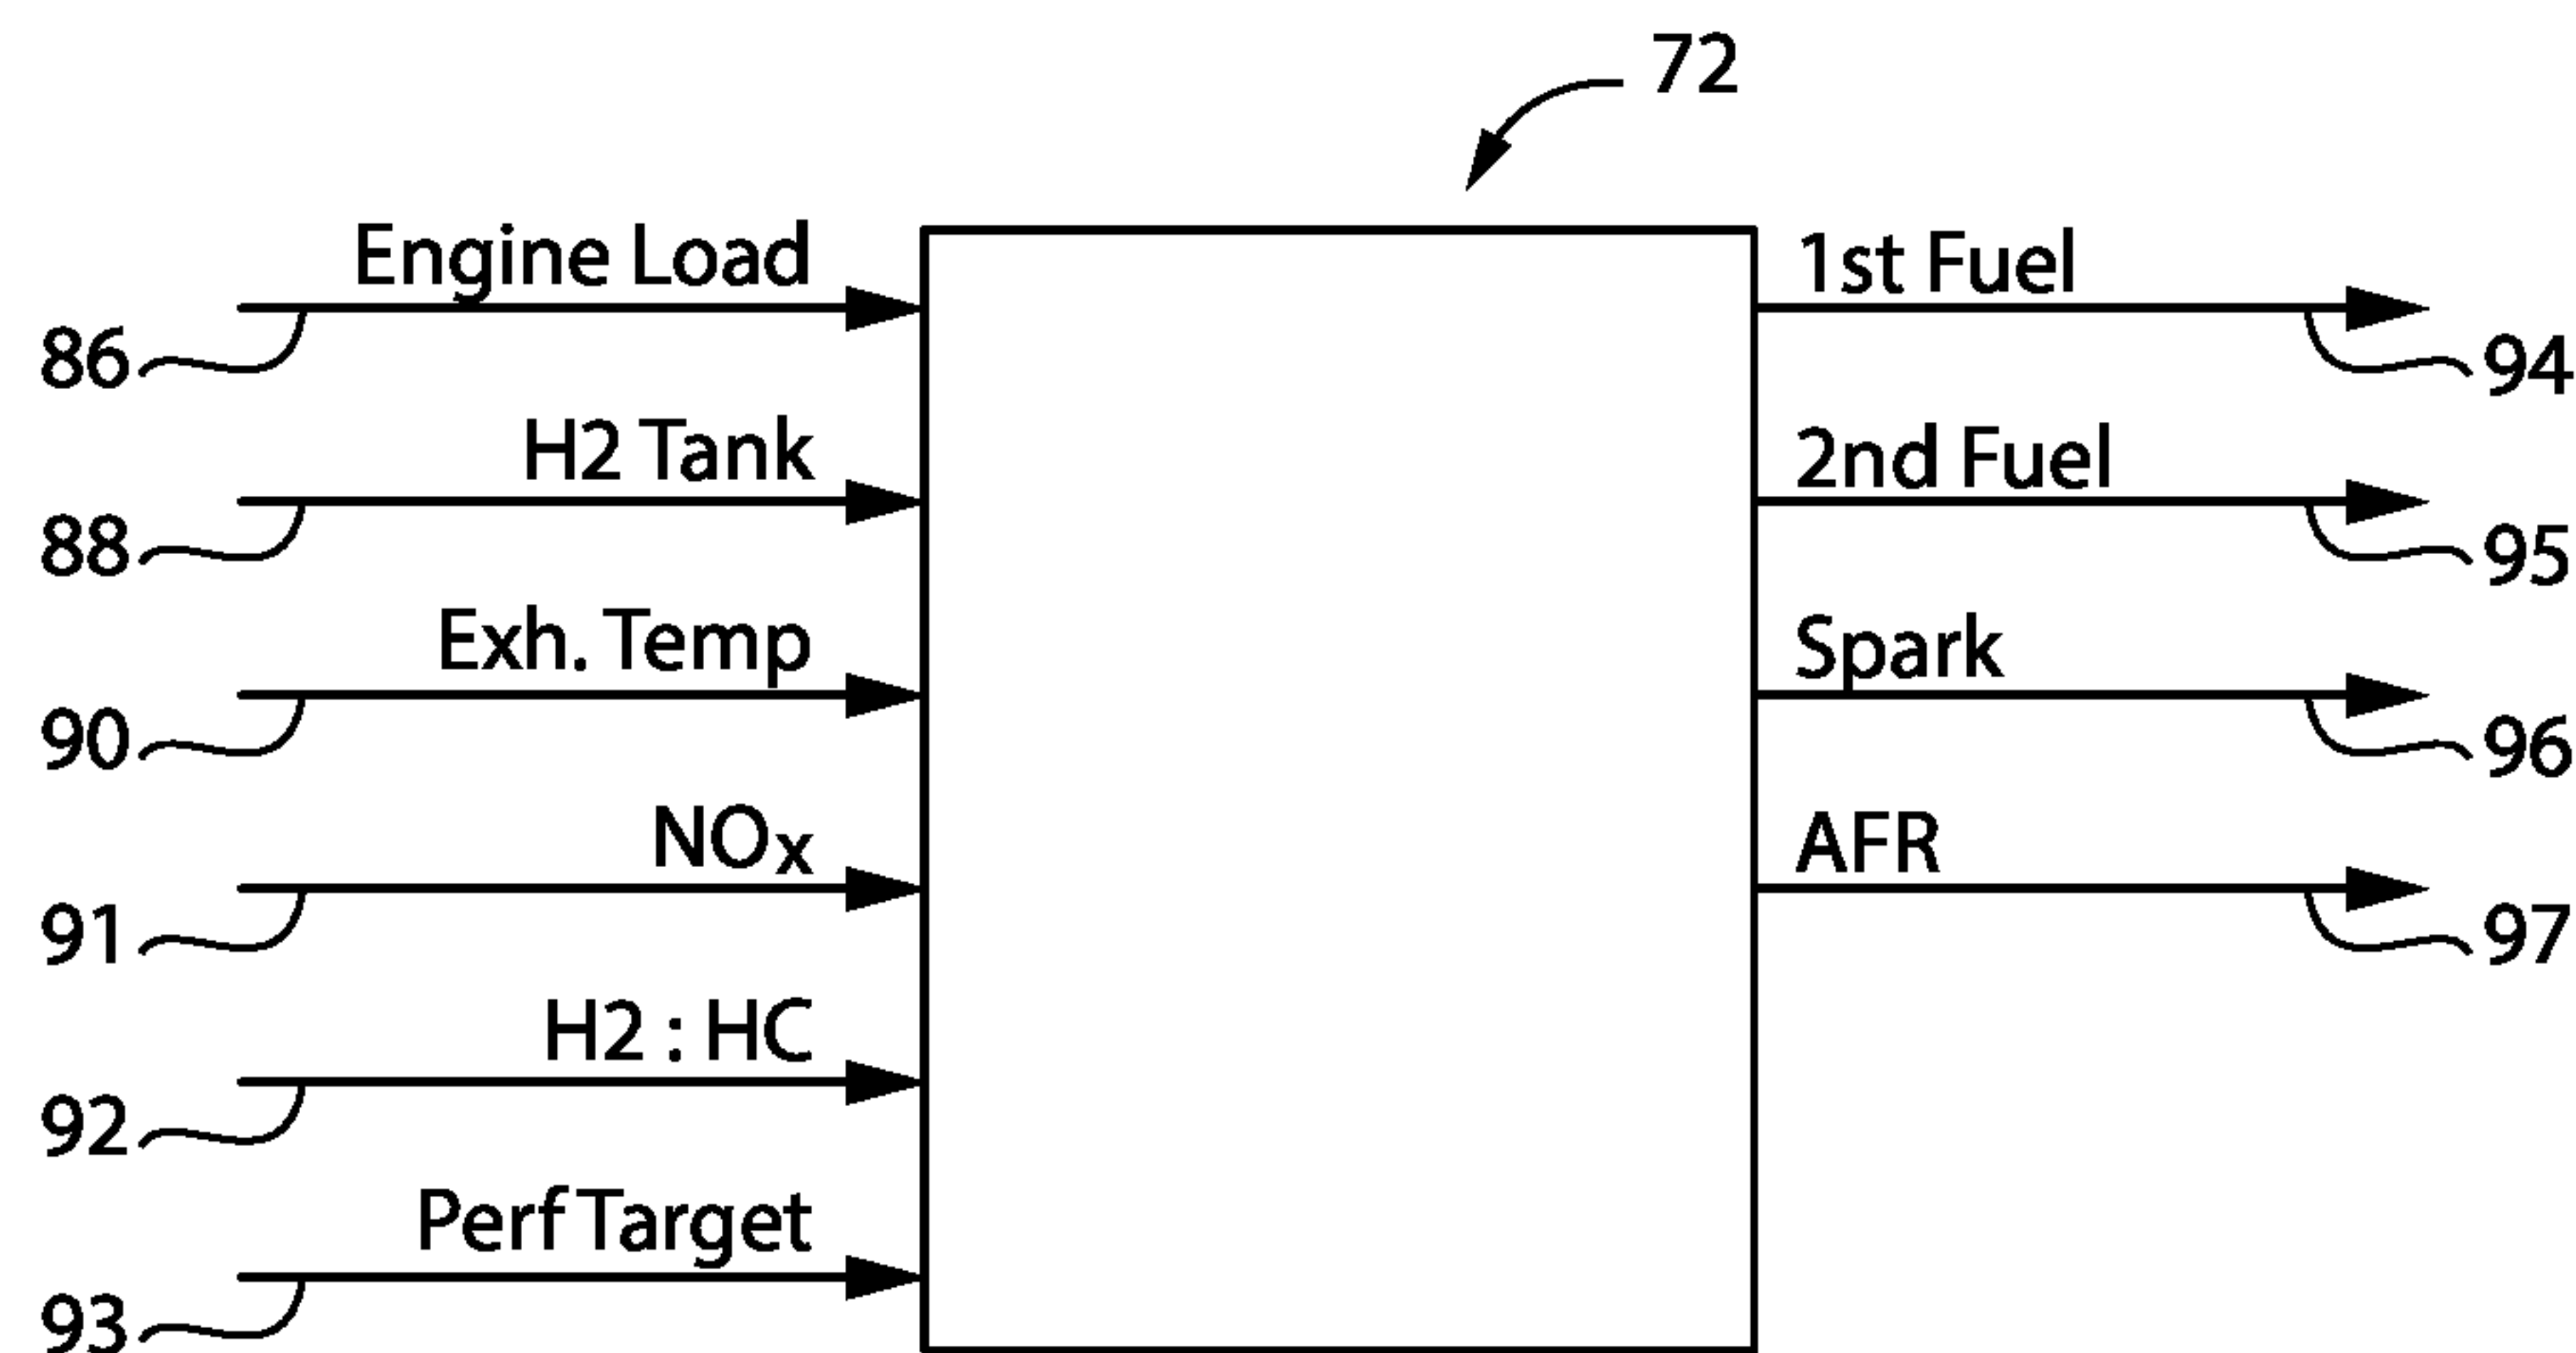 72
Engine Load
1st Fuel
86
94
H2 Tank
2nd Fuel
88
95
Exh. Temp
Spark
90
96
NOx
AFR
91
97
H2 : HC
92
Perf Target
93